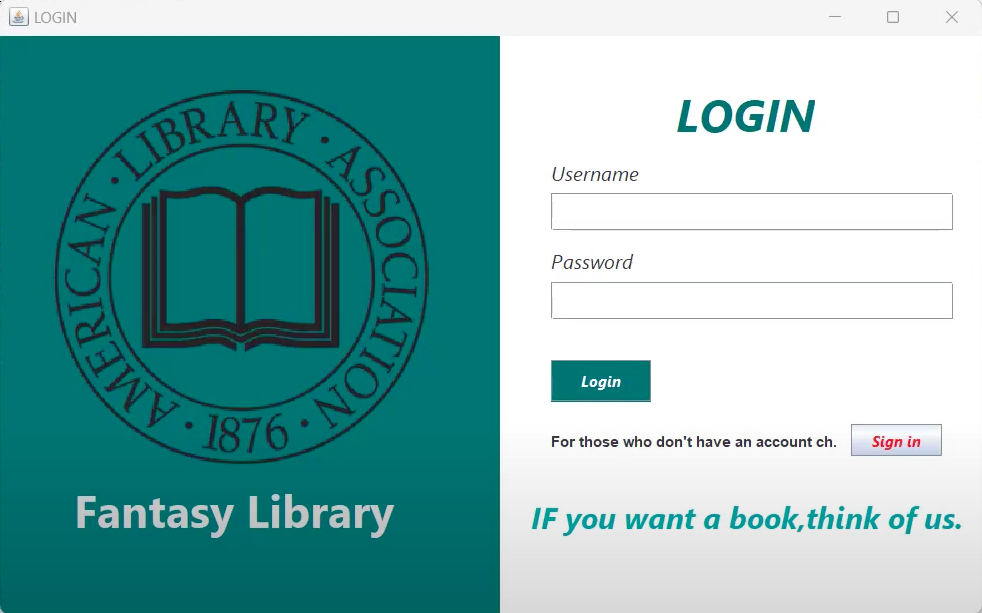 LOGIN
AMERICAN · LIBRARY · ASSOCIATION ·
· 1876 ·
Fantasy Library
LOGIN
Username
Password
Login
For those who don't have an account ch. Sign in
IF you want a book,think of us.